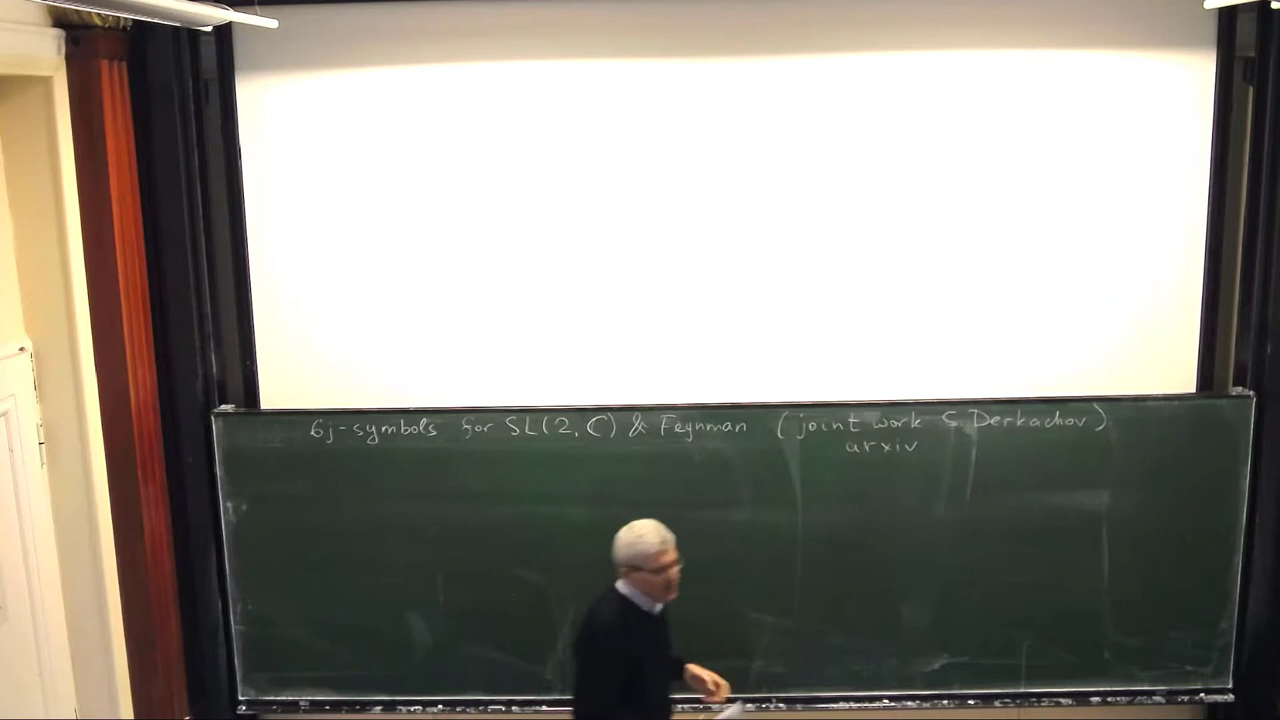 6j-symbols for SL(2, C) & Feynman (joint work S. Derkachov)
arxiv